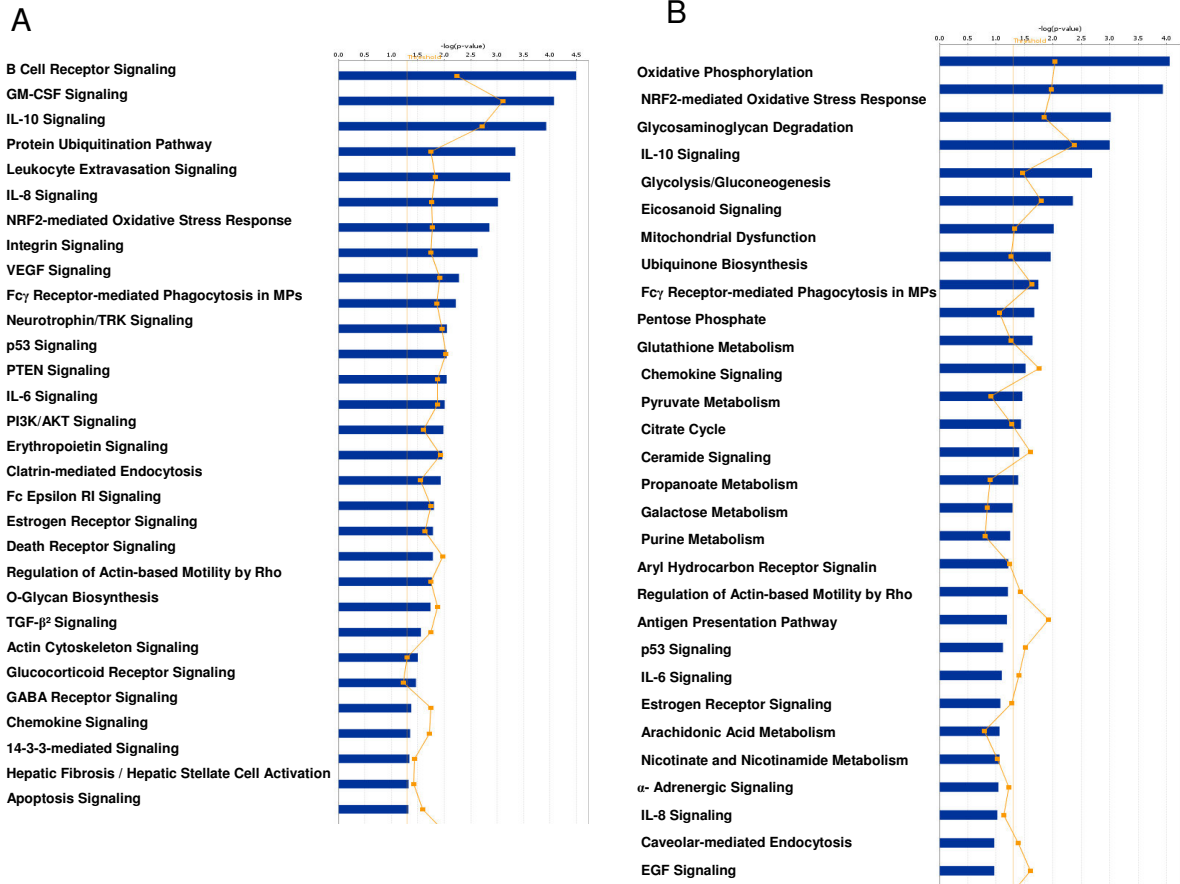 A
-log(p-value)
0.0 0.5 1.0 1.5 2.0 2.5 3.0 3.5 4.0 4.5
Threshold
B Cell Receptor Signaling
GM-CSF Signaling
IL-10 Signaling
Protein Ubiquitination Pathway
Leukocyte Extravasation Signaling
IL-8 Signaling
NRF2-mediated Oxidative Stress Response
Integrin Signaling
VEGF Signaling
Fcγ Receptor-mediated Phagocytosis in MPs
Neurotrophin/TRK Signaling
p53 Signaling
PTEN Signaling
IL-6 Signaling
PI3K/AKT Signaling
Erythropoietin Signaling
Clatrin-mediated Endocytosis
Fc Epsilon RI Signaling
Estrogen Receptor Signaling
Death Receptor Signaling
Regulation of Actin-based Motility by Rho
O-Glycan Biosynthesis
TGF-β² Signaling
Actin Cytoskeleton Signaling
Glucocorticoid Receptor Signaling
GABA Receptor Signaling
Chemokine Signaling
14-3-3-mediated Signaling
Hepatic Fibrosis / Hepatic Stellate Cell Activation
Apoptosis Signaling
B
-log(p-value)
0.0 0.5 1.0 1.5 2.0 2.5 3.0 3.5 4.0
Threshold
Oxidative Phosphorylation
NRF2-mediated Oxidative Stress Response
Glycosaminoglycan Degradation
IL-10 Signaling
Glycolysis/Gluconeogenesis
Eicosanoid Signaling
Mitochondrial Dysfunction
Ubiquinone Biosynthesis
Fcγ Receptor-mediated Phagocytosis in MPs
Pentose Phosphate
Glutathione Metabolism
Chemokine Signaling
Pyruvate Metabolism
Citrate Cycle
Ceramide Signaling
Propanoate Metabolism
Galactose Metabolism
Purine Metabolism
Aryl Hydrocarbon Receptor Signalin
Regulation of Actin-based Motility by Rho
Antigen Presentation Pathway
p53 Signaling
IL-6 Signaling
Estrogen Receptor Signaling
Arachidonic Acid Metabolism
Nicotinate and Nicotinamide Metabolism
α- Adrenergic Signaling
IL-8 Signaling
Caveolar-mediated Endocytosis
EGF Signaling